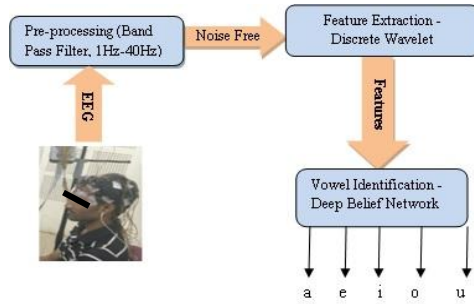 Pre-processing (Band
Pass Filter, 1Hz-40Hz)
Noise Free
Feature Extraction -
Discrete Wavelet
EEG
Features
Vowel Identification -
Deep Belief Network
a e i o u